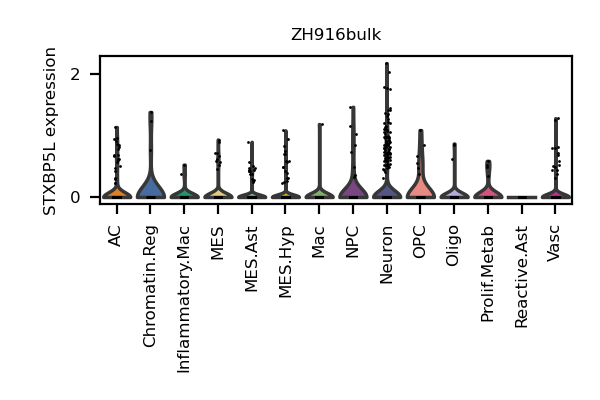 ZH916bulk
STXBP5L expression
2
0
AC
Chromatin.Reg
Inflammatory.Mac
MES
MES.Ast
MES.Hyp
Mac
NPC
Neuron
OPC
Oligo
Prolif.Metab
Reactive.Ast
Vasc